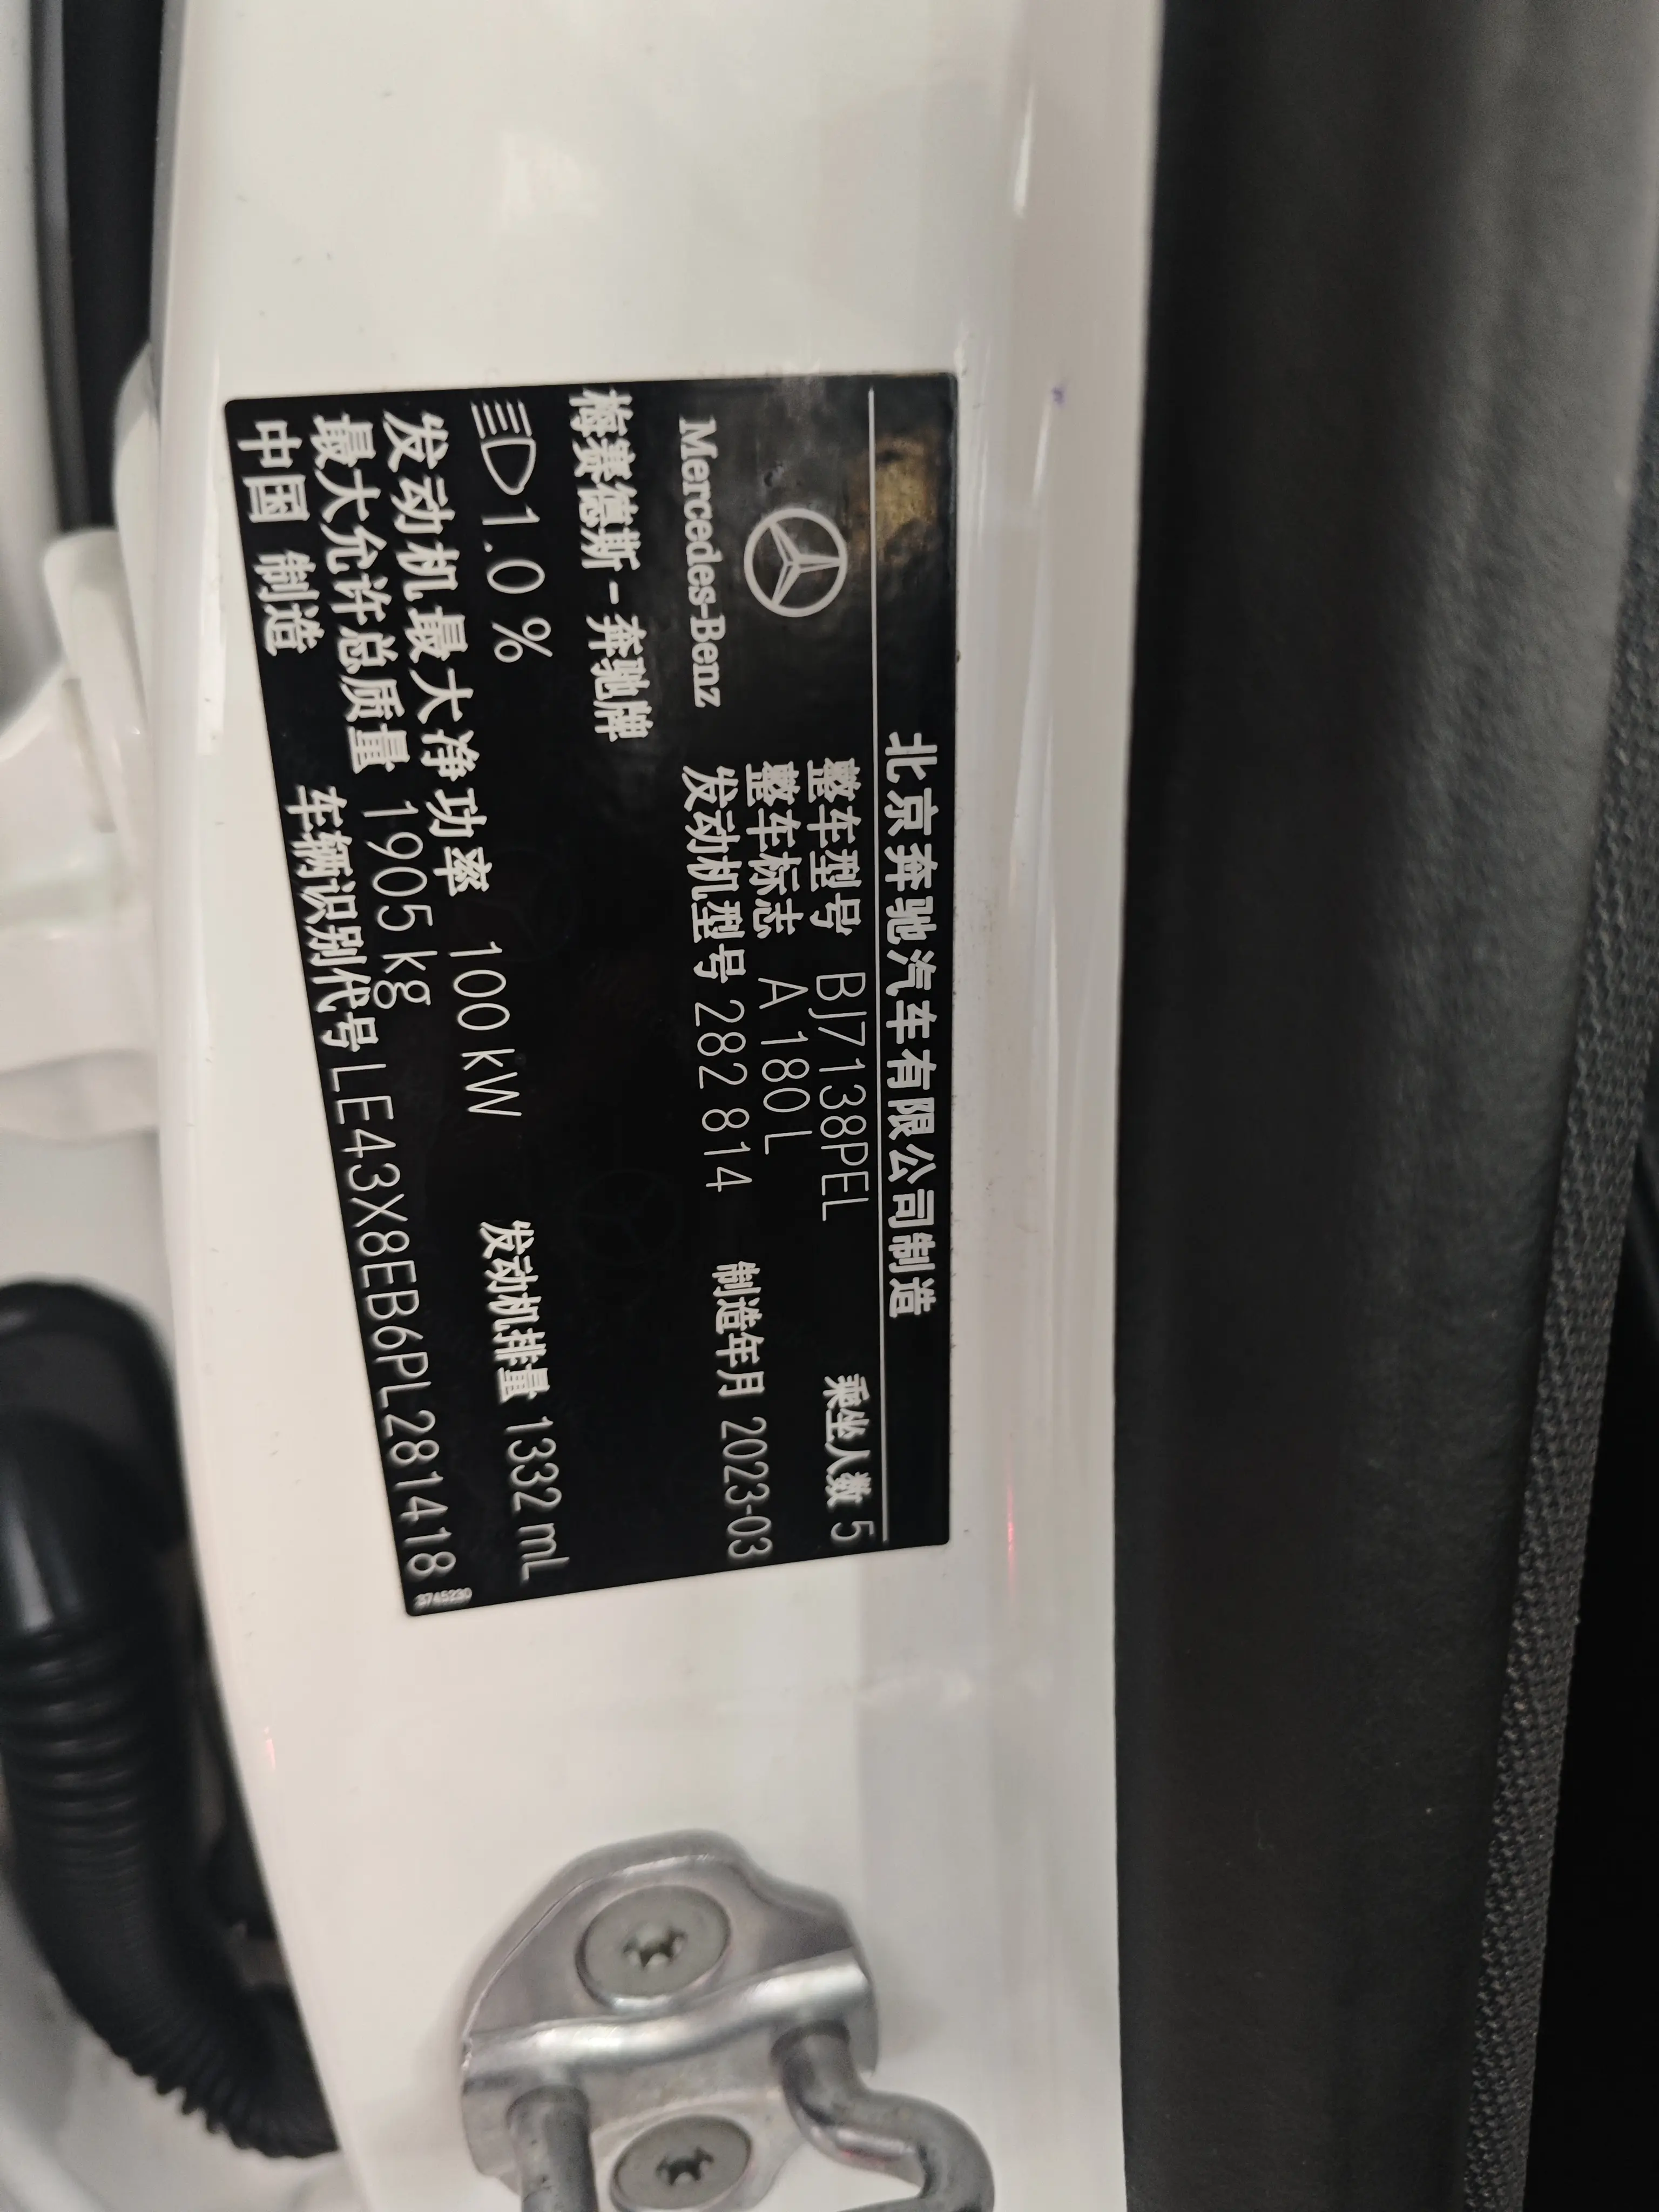 北京奔驰汽车有限公司制造
整车型号 BJ7138PEL 乘坐人数 5
整车标志 A 180 L
Mercedes-Benz
发动机型号 282 814 制造年月 2023-03
梅赛德斯-奔驰牌
1.0 %
发动机最大净功率 100 kW 发动机排量 1332 mL
最大允许总质量 1905 kg
中国 制造 车辆识别代号 LE43X8EB6PL281418
3745230